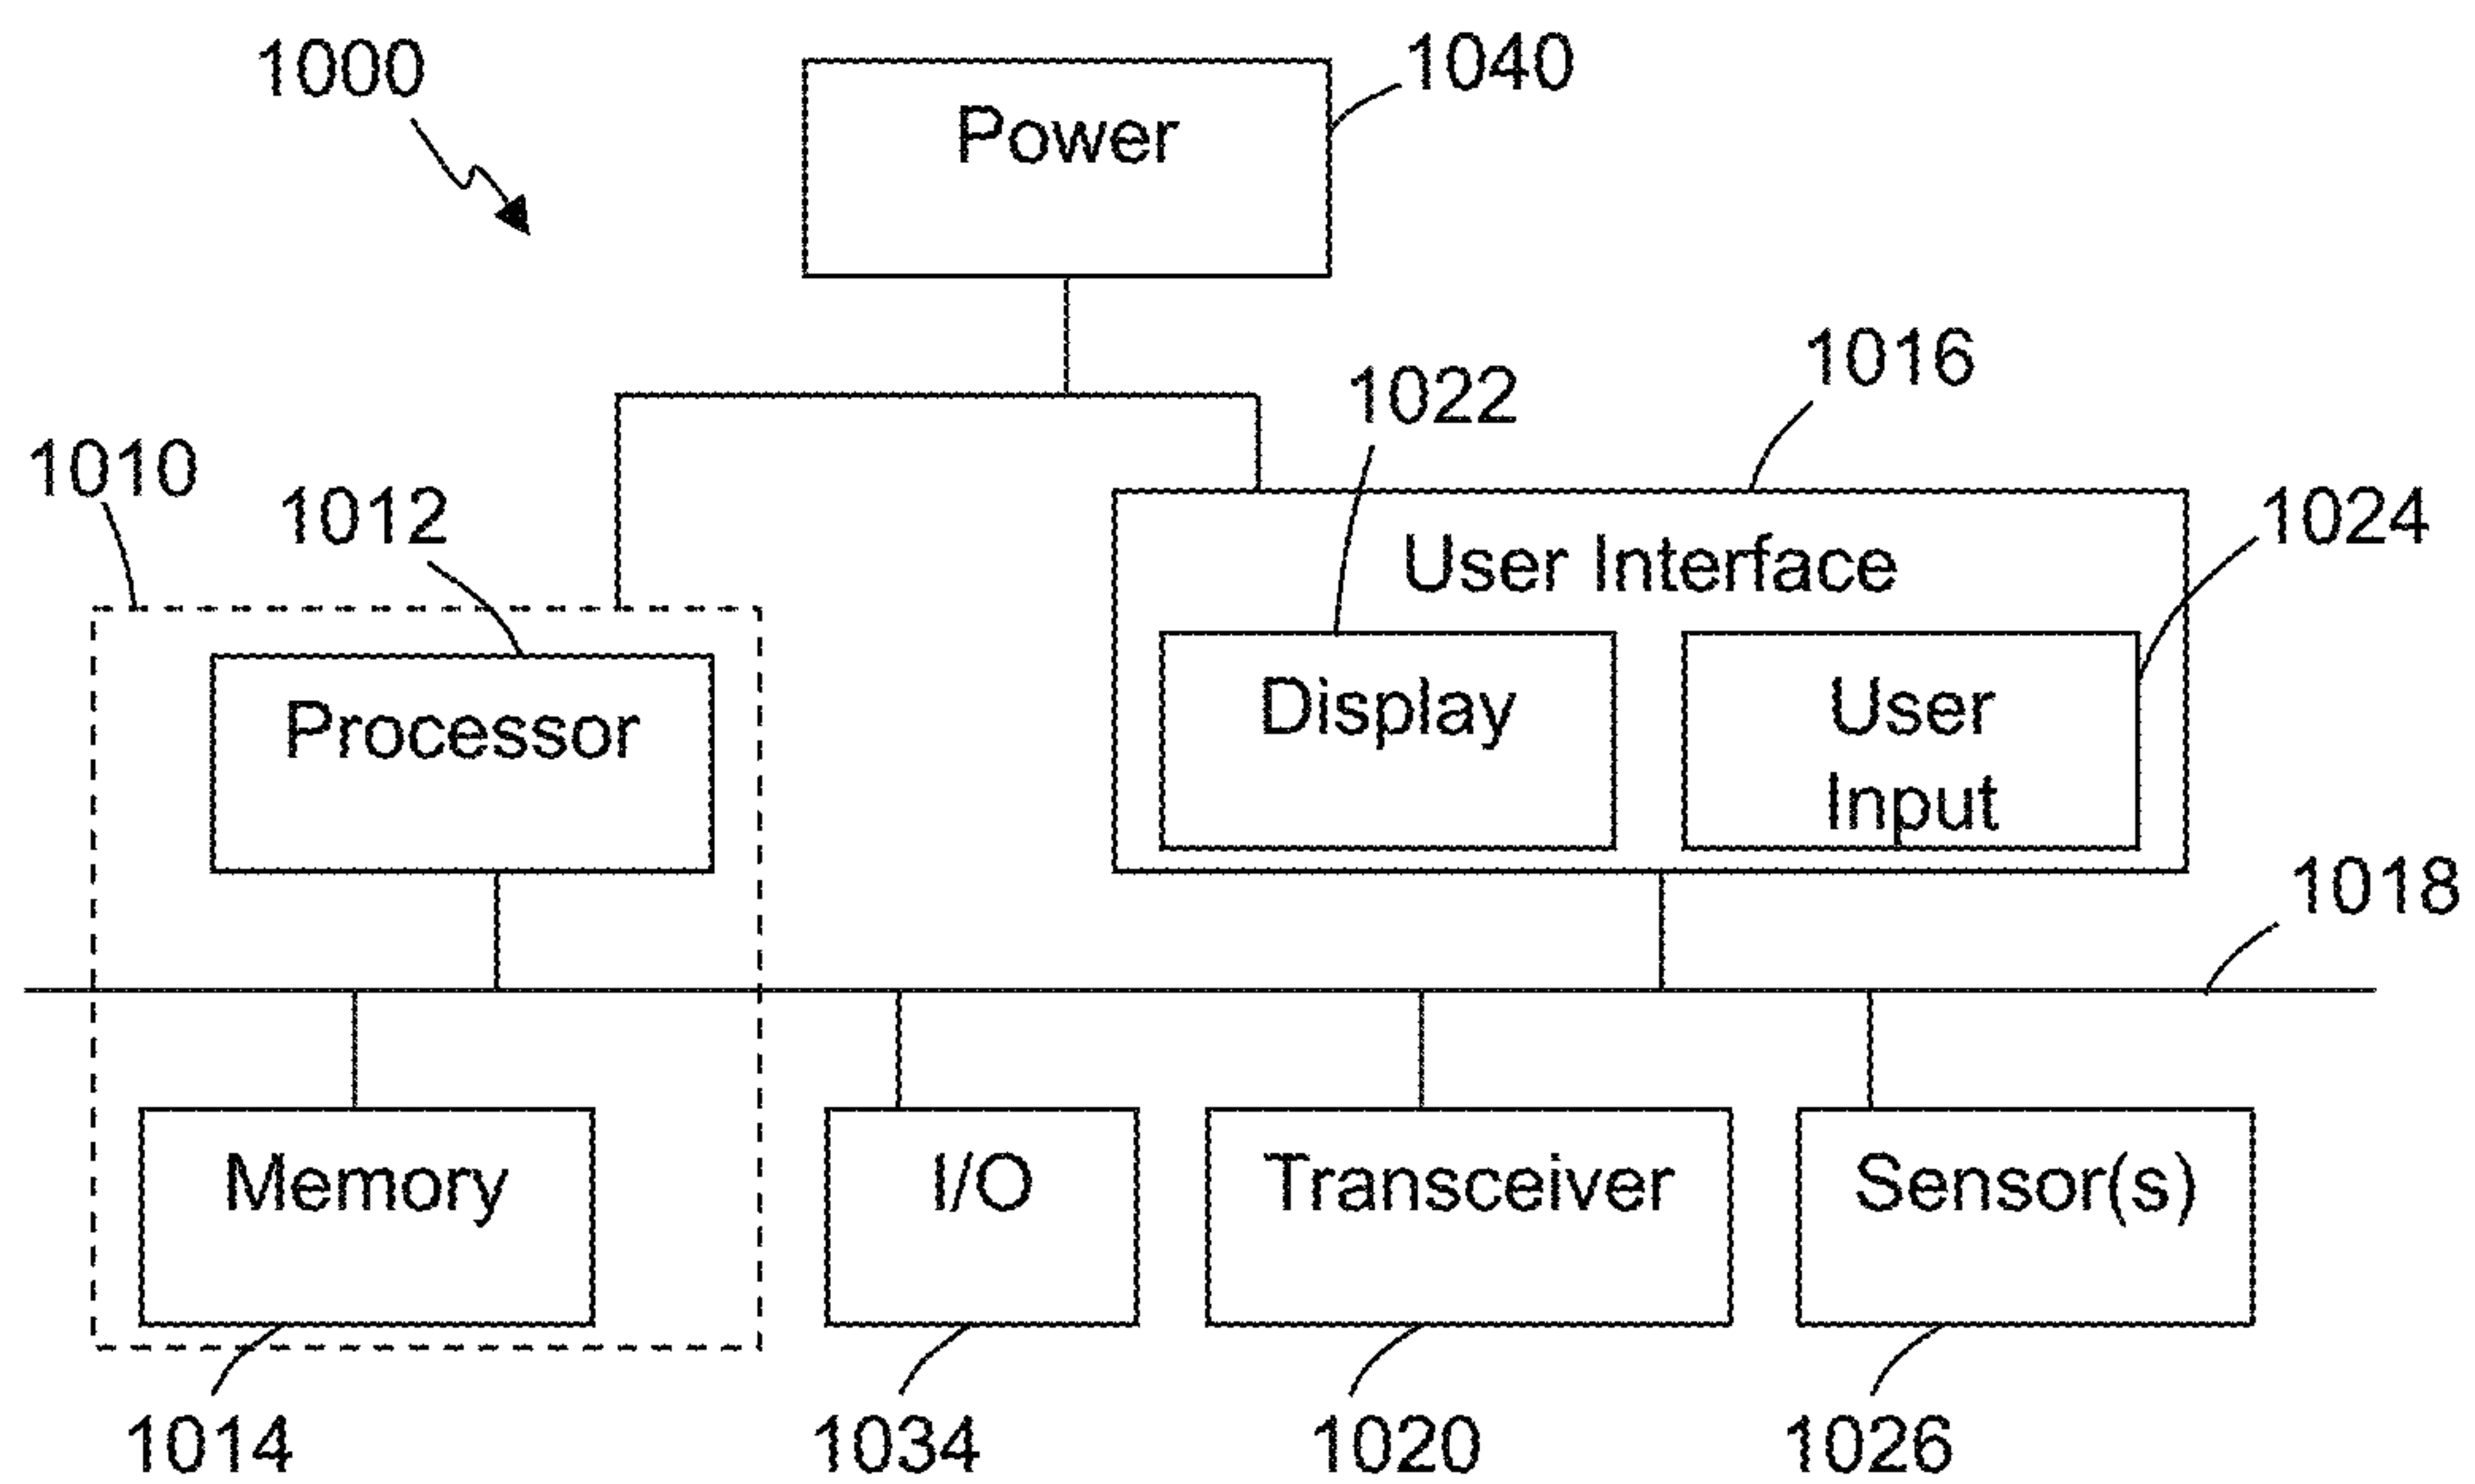 1000
1040
Power
1016
1022
1010
1012
1024
User Interface
Processor
Display
User
Input
1018
Memory
I/O
Transceiver
Sensor(s)
1014
1034
1020
1026